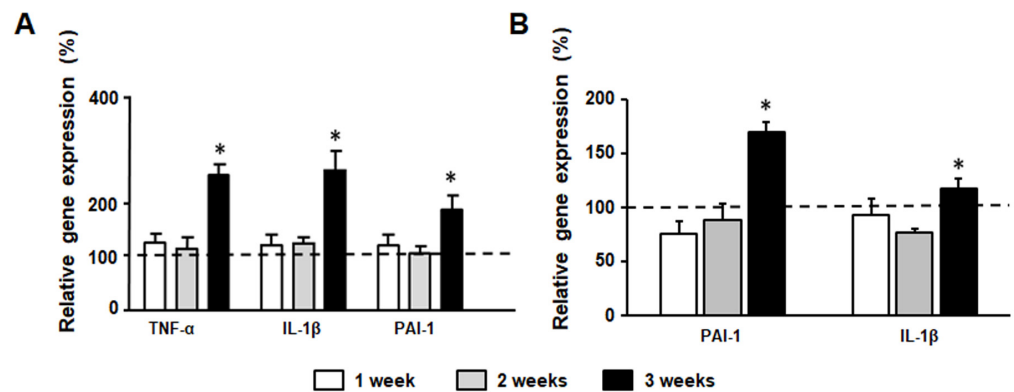 A
B
Relative gene expression (%)
400
200
100
0
*
*
*
TNF-α
IL-1β
PAI-1
Relative gene expression (%)
200
150
100
50
0
*
*
PAI-1
IL-1β
1 week
2 weeks
3 weeks